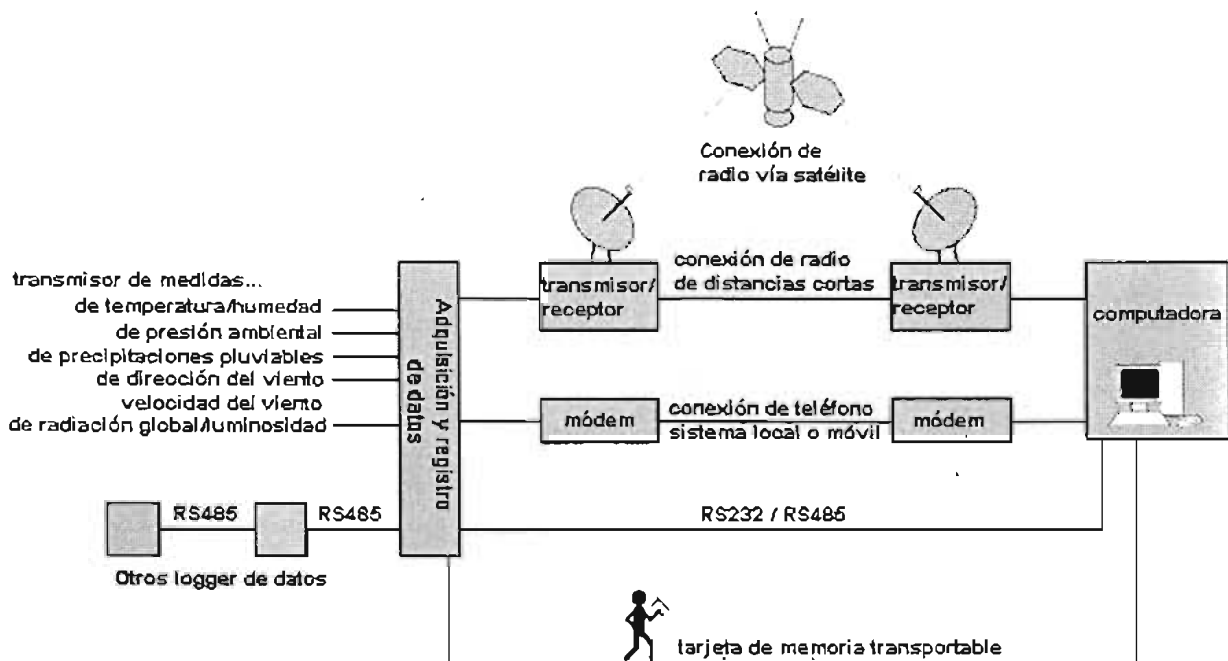 Conexión de
radio vía satélite
transmisor de medidas...
de temperatura/humedad
de presión ambiental
de precipitaciones pluviables
de dirección del viento
velocidad del viento
de radiación global/luminosidad
Adquisición y registro
de datos
transmisor/
receptor
conexión de radio
de distancias cortas
transmisor/
receptor
computadora
módem
conexión de teléfono
sistema local o móvil
módem
RS485
RS485
RS232 / RS485
Otros logger de datos
tarjeta de memoria transportable